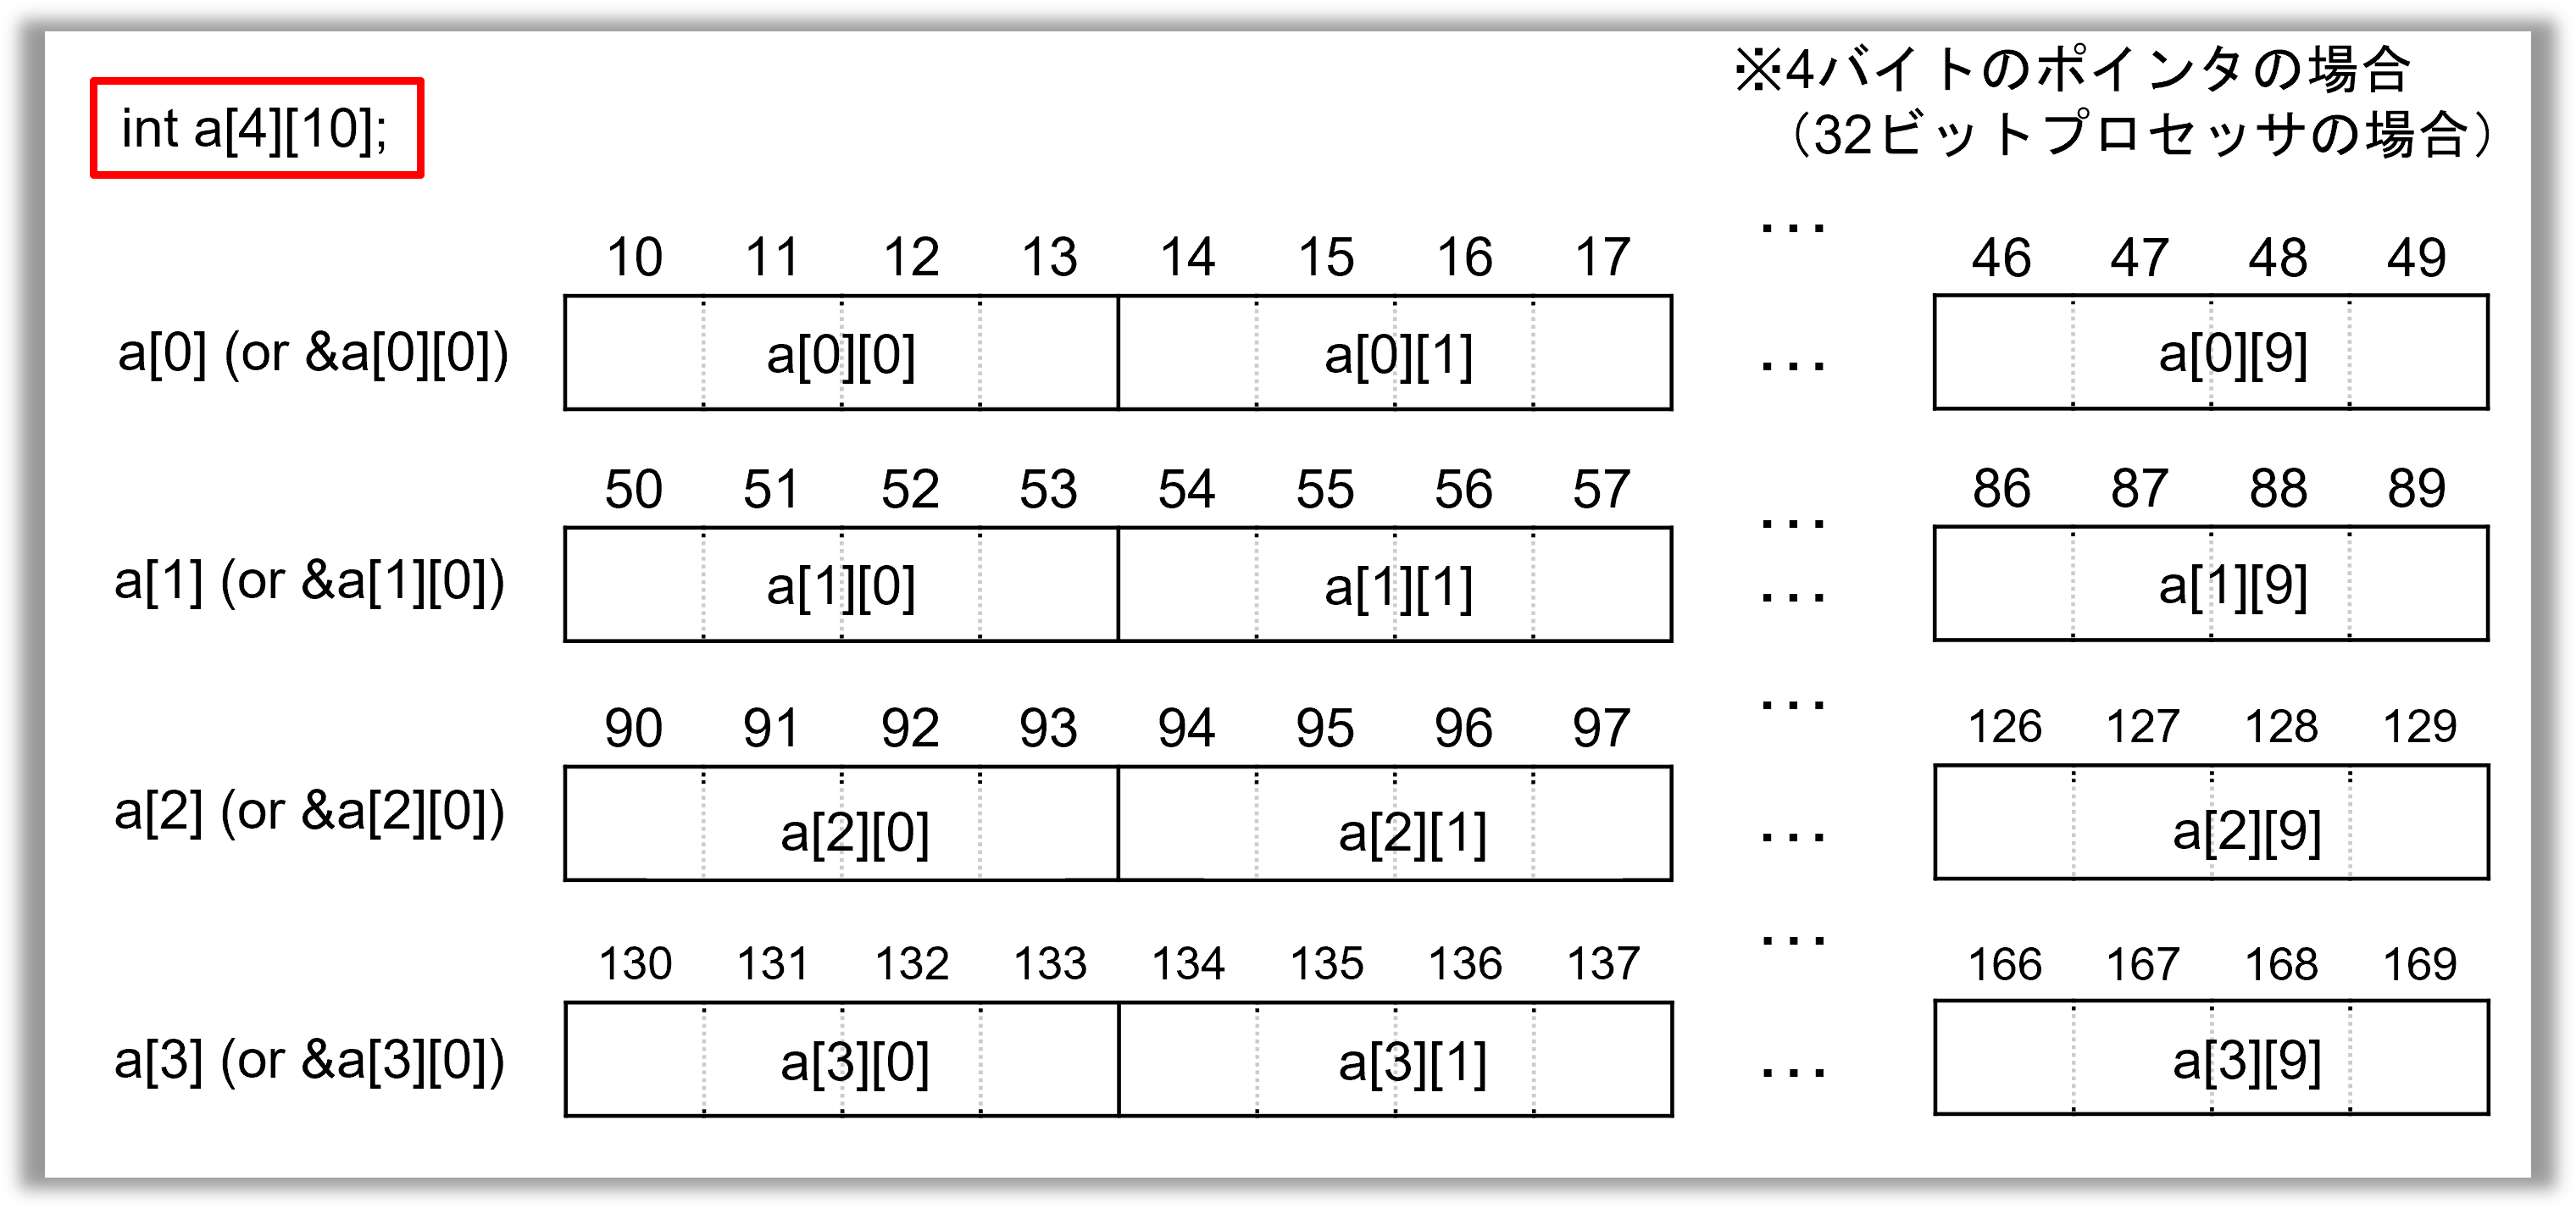 ※4バイトのポインタの場合
int a[4][10];
（32ビットプロセッサの場合）
10 11 12 13 14 15 16 17 … 46 47 48 49
a[0] (or &a[0][0]) a[0][0] a[0][1] … a[0][9]
50 51 52 53 54 55 56 57 … 86 87 88 89
a[1] (or &a[1][0]) a[1][0] a[1][1] … a[1][9]
90 91 92 93 94 95 96 97 … 126 127 128 129
a[2] (or &a[2][0]) a[2][0] a[2][1] … a[2][9]
130 131 132 133 134 135 136 137 … 166 167 168 169
a[3] (or &a[3][0]) a[3][0] a[3][1] … a[3][9]